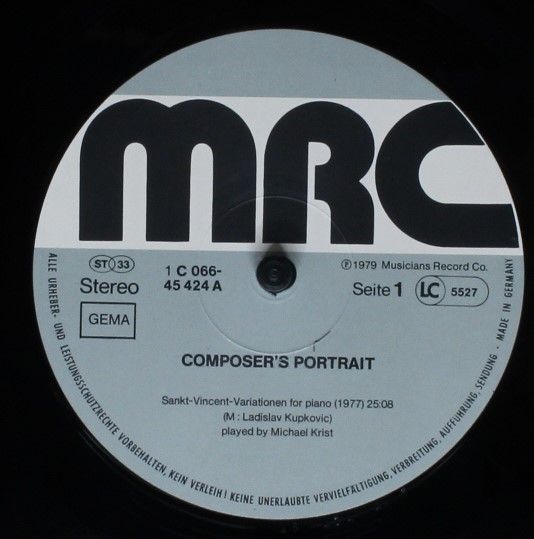 MRC
ST 33
Stereo
GEMA
1 C 066-
45 424 A
℗ 1979 Musicians Record Co.
Seite 1
LC 5527
COMPOSER'S PORTRAIT
Sankt-Vincent-Variationen for piano (1977) 25:08
(M : Ladislav Kupkovic)
played by Michael Krist
ALLE URHEBER- UND LEISTUNGSSCHUTZRECHTE VORBEHALTEN, KEIN VERLEIH! KEINE UNERLAUBTE VERVIELFÄLTIGUNG, VERBREITUNG, AUFFÜHRUNG, SENDUNG · MADE IN GERMANY